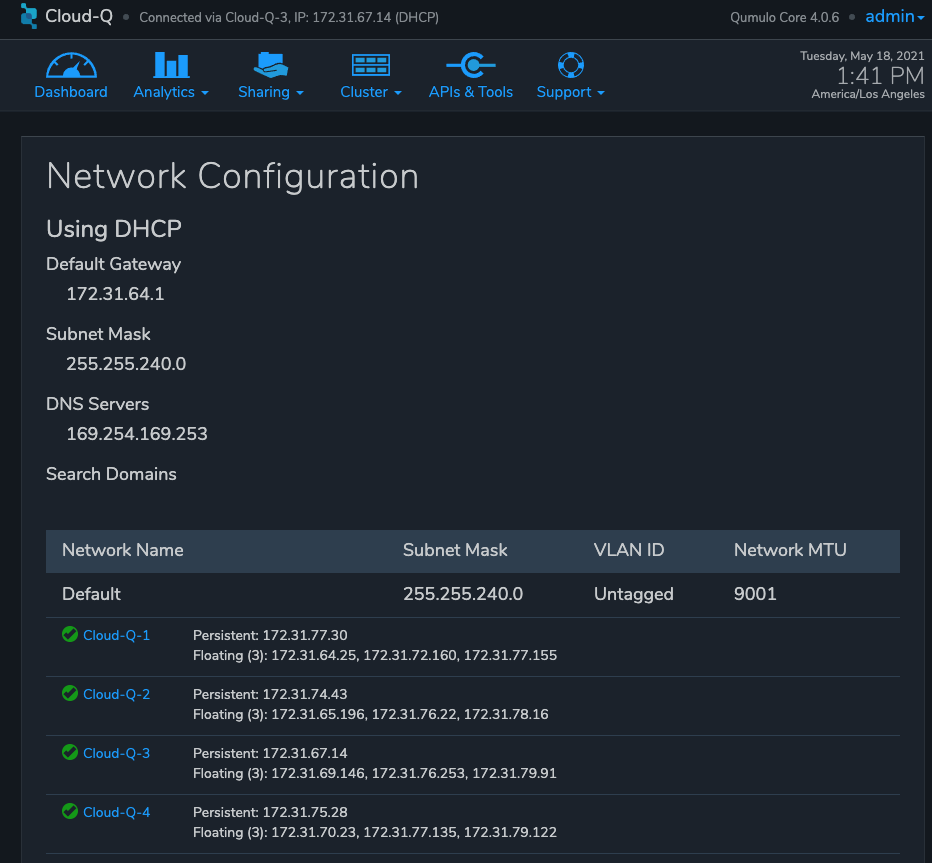 Cloud-Q • Connected via Cloud-Q-3, IP: 172.31.67.14 (DHCP) Qumulo Core 4.0.6 • admin
Dashboard Analytics Sharing Cluster APIs & Tools Support
Tuesday, May 18, 2021
1:41 PM
America/Los Angeles
Network Configuration
Using DHCP
Default Gateway
172.31.64.1
Subnet Mask
255.255.240.0
DNS Servers
169.254.169.253
Search Domains
Network Name Subnet Mask VLAN ID Network MTU
Default 255.255.240.0 Untagged 9001
Cloud-Q-1 Persistent: 172.31.77.30
Floating (3): 172.31.64.25, 172.31.72.160, 172.31.77.155
Cloud-Q-2 Persistent: 172.31.74.43
Floating (3): 172.31.65.196, 172.31.76.22, 172.31.78.16
Cloud-Q-3 Persistent: 172.31.67.14
Floating (3): 172.31.69.146, 172.31.76.253, 172.31.79.91
Cloud-Q-4 Persistent: 172.31.75.28
Floating (3): 172.31.70.23, 172.31.77.135, 172.31.79.122